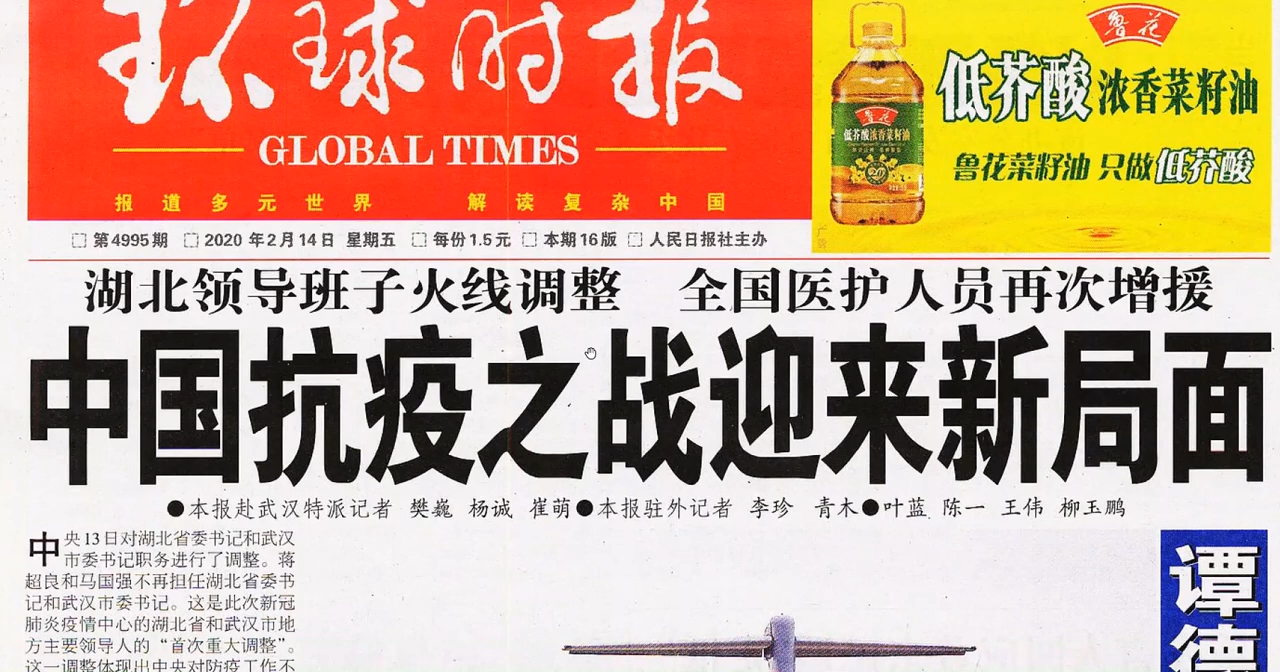 环球时报
GLOBAL TIMES
报道多元世界 解读复杂中国
鲁花
低芥酸浓香菜籽油
鲁花菜籽油 只做低芥酸
鲁花
低芥酸浓香菜籽油
广告
第4995期 2020年2月14日 星期五 每份1.5元 本期16版 人民日报社主办
湖北领导班子火线调整 全国医护人员再次增援
中国抗疫之战迎来新局面
●本报赴武汉特派记者 樊巍 杨诚 崔萌●本报驻外记者 李珍 青木●叶蓝 陈一 王伟 柳玉鹏
中央13日对湖北省委书记和武汉
市委书记职务进行了调整。蒋
超良和马国强不再担任湖北省委书
记和武汉市委书记。这是此次新冠
肺炎疫情中心的湖北省和武汉市地
方主要领导人的“首次重大调整”。
这一调整体现出中央对防疫工作不
谭德